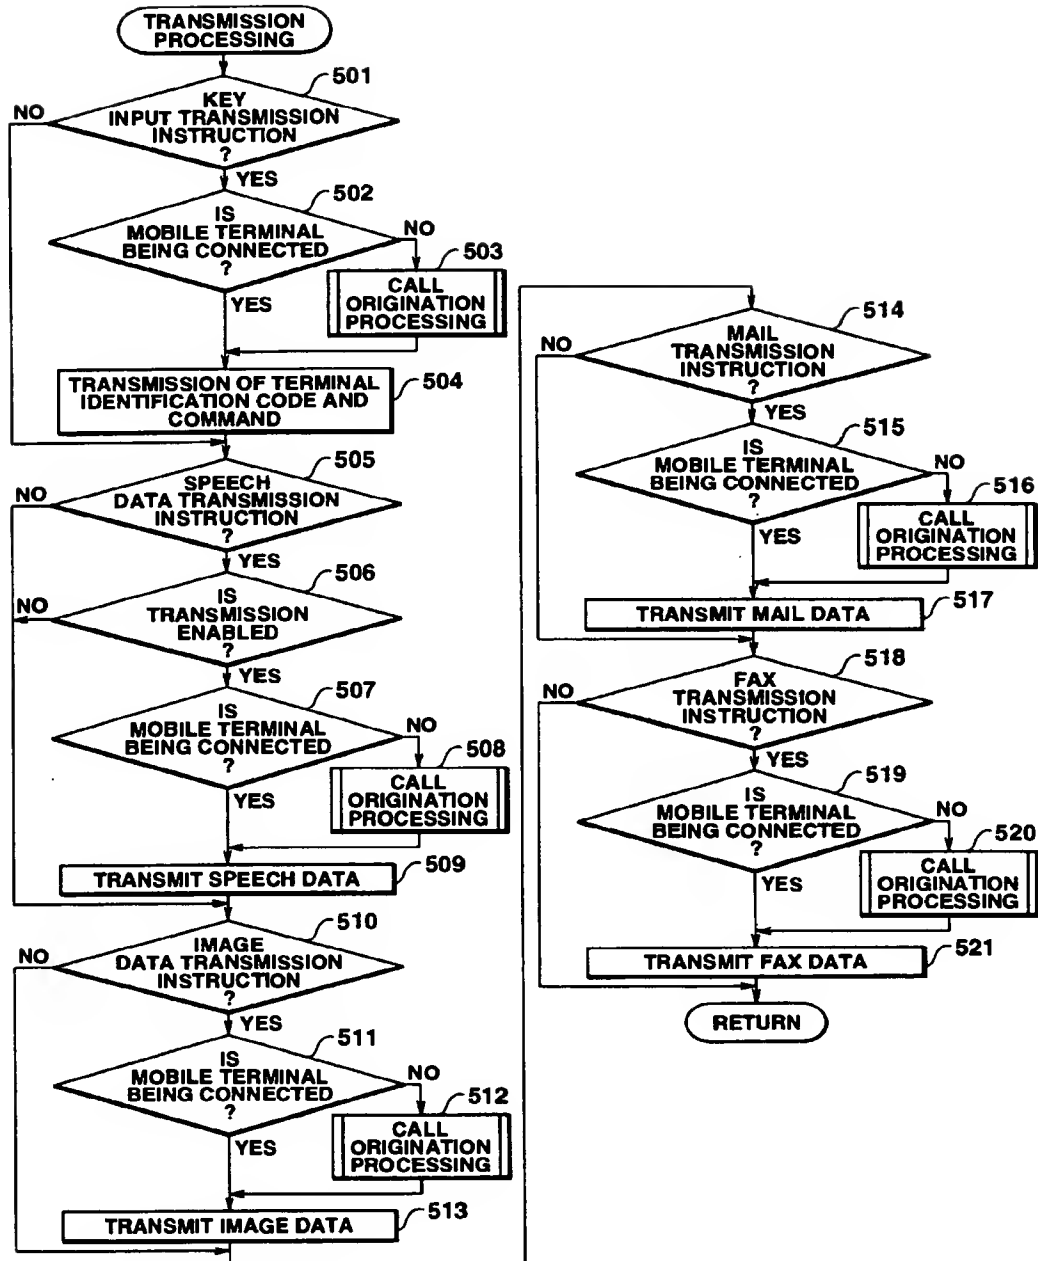 TRANSMISSION
PROCESSING
501
KEY
INPUT TRANSMISSION
INSTRUCTION
?
NO
YES
502
IS
MOBILE TERMINAL
BEING CONNECTED
?
NO
503
CALL
ORIGINATION
PROCESSING
YES
TRANSMISSION OF TERMINAL
IDENTIFICATION CODE AND
COMMAND
504
505
SPEECH
DATA TRANSMISSION
INSTRUCTION
?
NO
YES
506
IS
TRANSMISSION
ENABLED
?
NO
YES
507
IS
MOBILE TERMINAL
BEING CONNECTED
?
NO
508
CALL
ORIGINATION
PROCESSING
YES
TRANSMIT SPEECH DATA
509
510
IMAGE
DATA TRANSMISSION
INSTRUCTION
?
NO
YES
511
IS
MOBILE TERMINAL
BEING CONNECTED
?
NO
512
CALL
ORIGINATION
PROCESSING
YES
TRANSMIT IMAGE DATA
513
514
MAIL
TRANSMISSION
INSTRUCTION
?
NO
YES
515
IS
MOBILE TERMINAL
BEING CONNECTED
?
NO
516
CALL
ORIGINATION
PROCESSING
YES
TRANSMIT MAIL DATA
517
518
FAX
TRANSMISSION
INSTRUCTION
?
NO
YES
519
IS
MOBILE TERMINAL
BEING CONNECTED
?
NO
520
CALL
ORIGINATION
PROCESSING
YES
TRANSMIT FAX DATA
521
RETURN